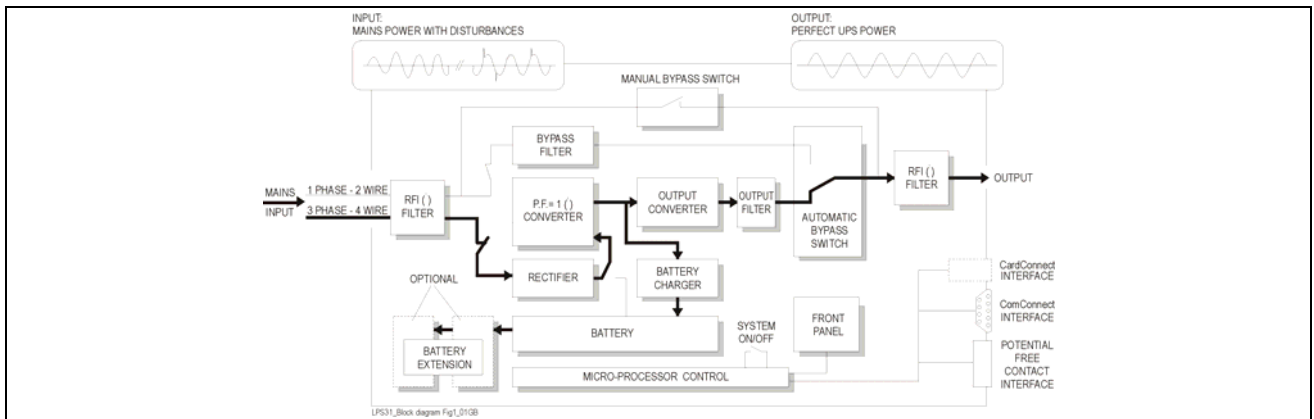 INPUT:
MAINS POWER WITH DISTURBANCES
OUTPUT:
PERFECT UPS POWER
MANUAL BYPASS SWITCH
BYPASS
FILTER
MAINS
INPUT
1 PHASE - 2 WIRE
3 PHASE - 4 WIRE
RFI ( )
FILTER
P.F.= 1 ( )
CONVERTER
OUTPUT
CONVERTER
OUTPUT
FILTER
AUTOMATIC
BYPASS
SWITCH
RFI ( )
FILTER
OUTPUT
RECTIFIER
BATTERY
CHARGER
OPTIONAL
BATTERY
EXTENSION
BATTERY
SYSTEM
ON/OFF
FRONT
PANEL
MICRO-PROCESSOR CONTROL
CardConnect
INTERFACE
ComConnect
INTERFACE
POTENTIAL
FREE
CONTACT
INTERFACE
LPS31_Block diagram Fig1_01GB